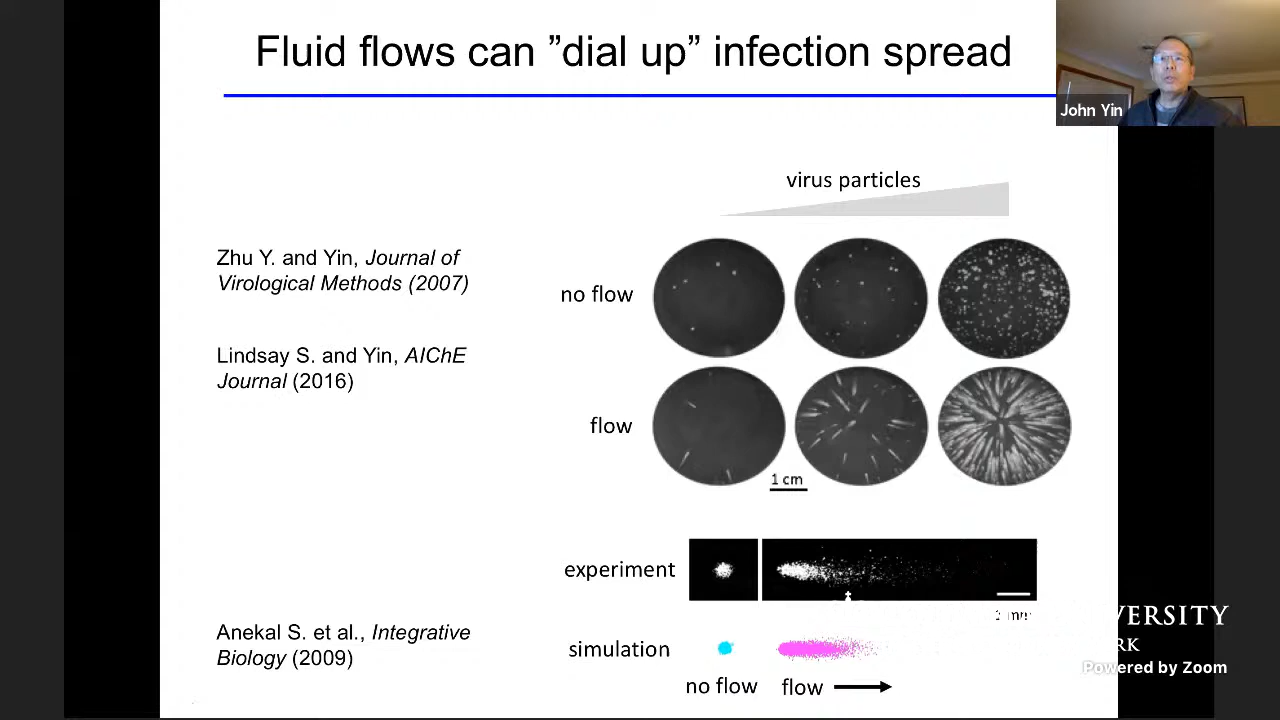 Fluid flows can ”dial up” infection spread
John Yin
virus particles
Zhu Y. and Yin, Journal of
Virological Methods (2007)
no flow
Lindsay S. and Yin, AIChE
Journal (2016)
flow
1 cm
experiment
mm
VERSITY
RK
Anekal S. et al., Integrative
Biology (2009)
simulation
Powered by Zoom
no flow
flow